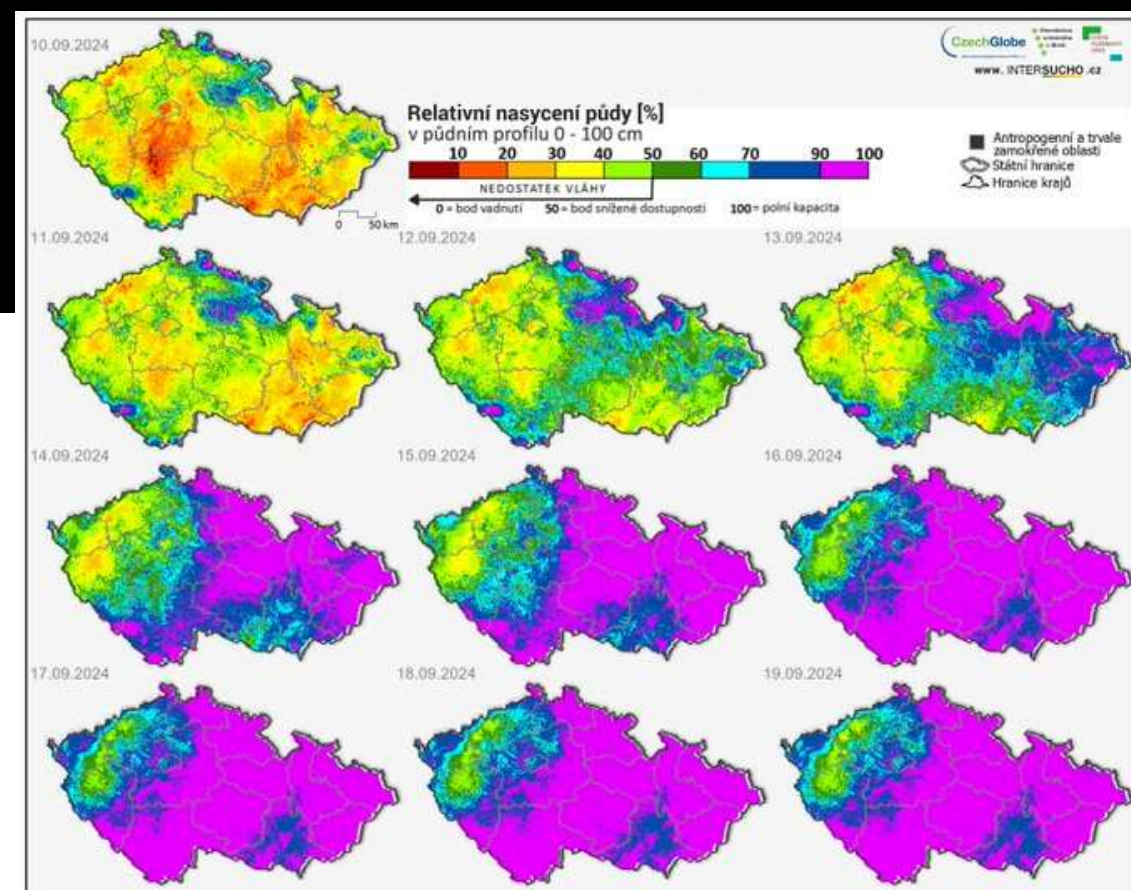 10.09.2024
CzechGlobe
www. INTERSUCHO .cz
Relativní nasycení půdy [%]
v půdním profilu 0 - 100 cm
10 20 30 40 50 60 70 90 100
NEDOSTATEK VLÁHY
0 = bod vadnutí 50 = bod snížené dostupnosti 100 = polní kapacita
Antropogenní a trvale
zamokřené oblasti
Státní hranice
Hranice krajů
0 50 km
11.09.2024 12.09.2024 13.09.2024
14.09.2024 15.09.2024 16.09.2024
17.09.2024 18.09.2024 19.09.2024